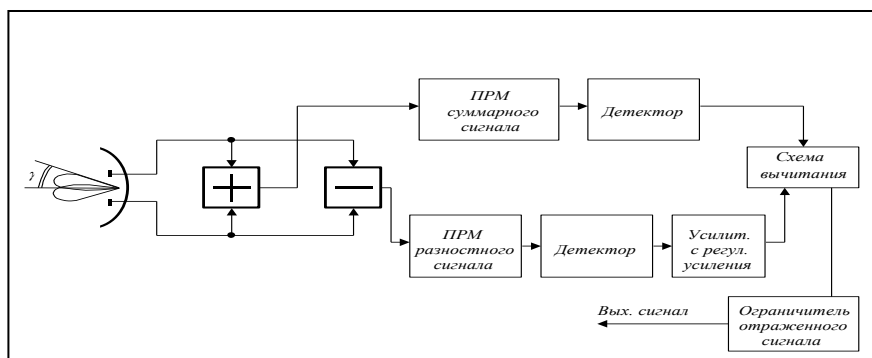 ПРМ
суммарного
сигнала
Детектор
Схема
вычитания
γ
ПРМ
разностного
сигнала
Детектор
Усилит.
с регул.
усиления
Вых. сигнал
Ограничитель
отраженного
сигнала